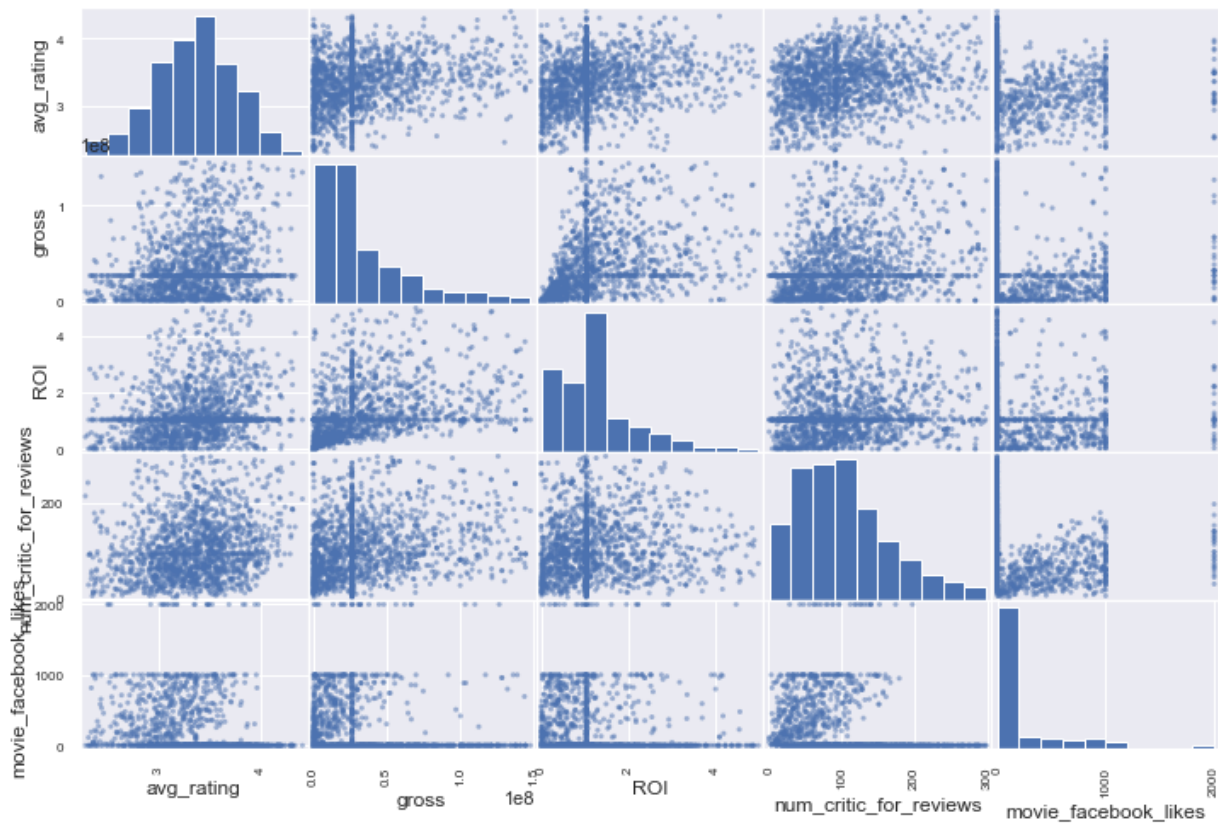 avg_rating
4
3
1e8
gross
1
0
ROI
4
2
0
num_critic_for_reviews
200
0
movie_facebook_likes
2000
1000
0
3 4
avg_rating
0.0 0.5 1.0 1.5
gross
1e8
0 2 4
ROI
0 100 200 300
num_critic_for_reviews
0 1000 2000
movie_facebook_likes